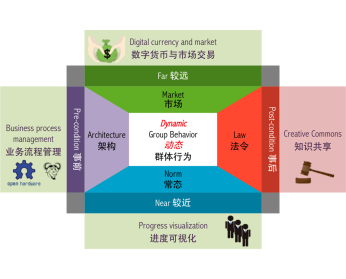 Digital currency and market
数字货币与市场交易
Far 较远
Market
市场
Business process
management
业务流程管理
open hardware
Pre-condition 事前
Architecture
架构
Dynamic
Group Behavior
动态
群体行为
Law
法令
Post-condition 事后
Creative Commons
知识共享
Norm
常态
Near 较近
Progress visualization
进度可视化